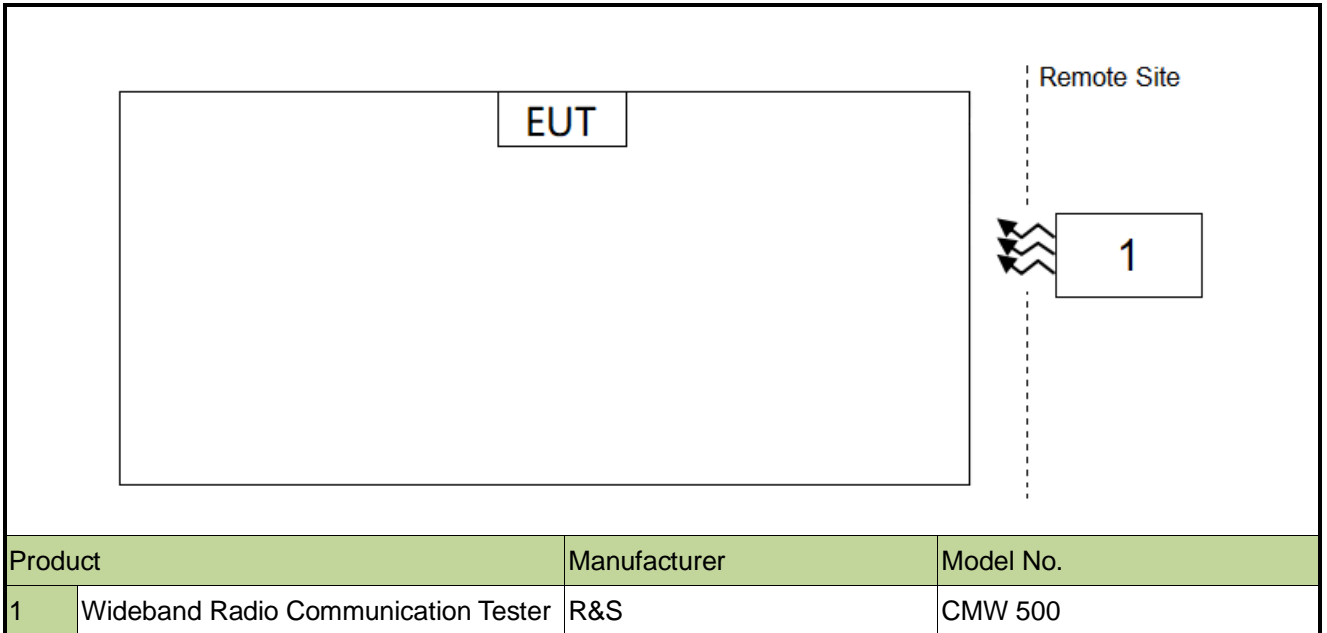 Remote Site
EUT
1
Product Manufacturer Model No.
1 Wideband Radio Communication Tester R&S CMW 500